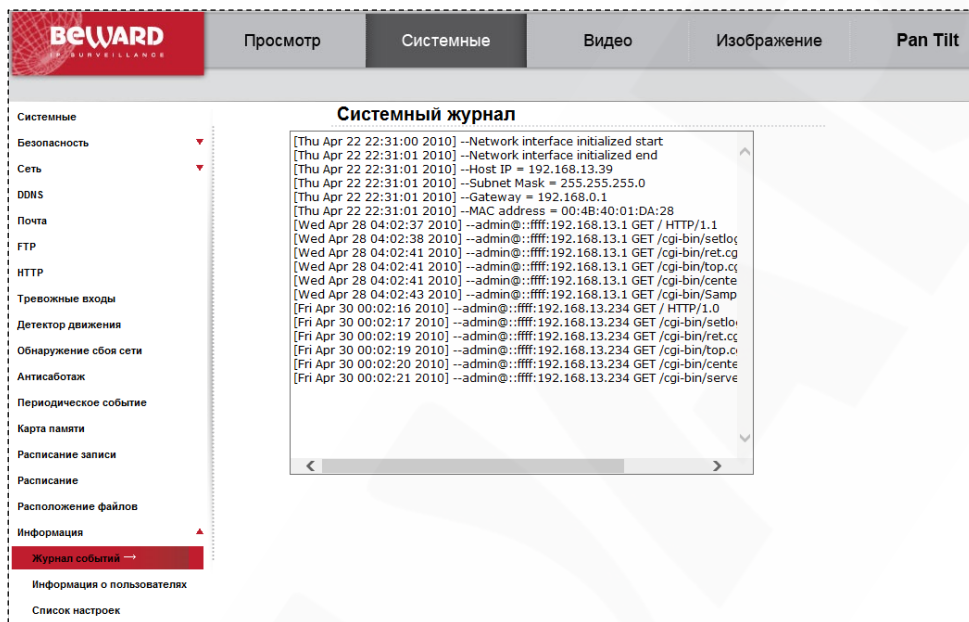 BEWARD
IP SURVEILLANCE
Просмотр
Системные
Видео
Изображение
Pan Tilt
Системные
Безопасность
Сеть
DDNS
Почта
FTP
HTTP
Тревожные входы
Детектор движения
Обнаружение сбоя сети
Антисаботаж
Периодическое событие
Карта памяти
Расписание записи
Расписание
Расположение файлов
Информация
Журнал событий →
Информация о пользователях
Список настроек
Системный журнал
[Thu Apr 22 22:31:00 2010] --Network interface initialized start
[Thu Apr 22 22:31:01 2010] --Network interface initialized end
[Thu Apr 22 22:31:01 2010] --Host IP = 192.168.13.39
[Thu Apr 22 22:31:01 2010] --Subnet Mask = 255.255.255.0
[Thu Apr 22 22:31:01 2010] --Gateway = 192.168.0.1
[Thu Apr 22 22:31:01 2010] --MAC address = 00:4B:40:01:DA:28
[Wed Apr 28 04:02:37 2010] --admin@::ffff:192.168.13.1 GET / HTTP/1.1
[Wed Apr 28 04:02:38 2010] --admin@::ffff:192.168.13.1 GET /cgi-bin/setlog
[Wed Apr 28 04:02:41 2010] --admin@::ffff:192.168.13.1 GET /cgi-bin/ret.cg
[Wed Apr 28 04:02:41 2010] --admin@::ffff:192.168.13.1 GET /cgi-bin/top.cg
[Wed Apr 28 04:02:41 2010] --admin@::ffff:192.168.13.1 GET /cgi-bin/cente
[Wed Apr 28 04:02:43 2010] --admin@::ffff:192.168.13.1 GET /cgi-bin/Samp
[Fri Apr 30 00:02:16 2010] --admin@::ffff:192.168.13.234 GET / HTTP/1.0
[Fri Apr 30 00:02:17 2010] --admin@::ffff:192.168.13.234 GET /cgi-bin/setlo
[Fri Apr 30 00:02:19 2010] --admin@::ffff:192.168.13.234 GET /cgi-bin/ret.cg
[Fri Apr 30 00:02:19 2010] --admin@::ffff:192.168.13.234 GET /cgi-bin/top.c
[Fri Apr 30 00:02:20 2010] --admin@::ffff:192.168.13.234 GET /cgi-bin/cente
[Fri Apr 30 00:02:21 2010] --admin@::ffff:192.168.13.234 GET /cgi-bin/serve